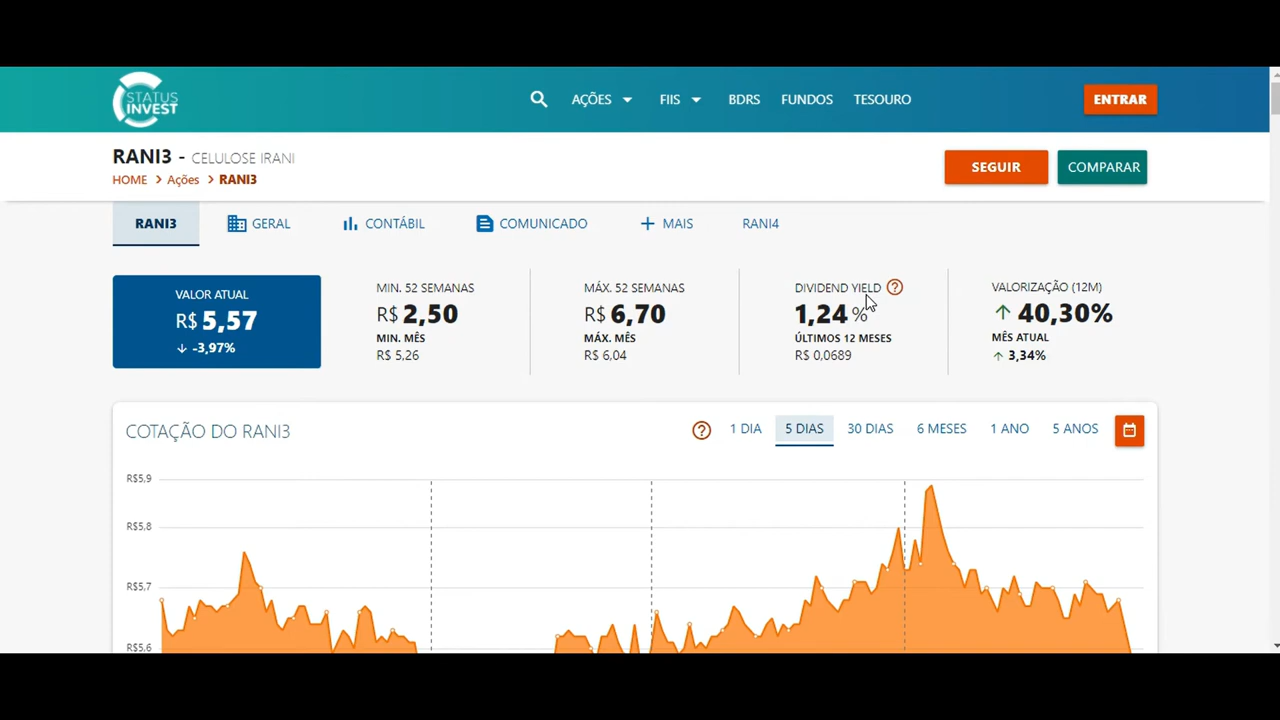 STATUS
INVEST
AÇÕES
FIIS
BDRS
FUNDOS
TESOURO
ENTRAR
RANI3 - CELULOSE IRANI
HOME > Ações > RANI3
SEGUIR
COMPARAR
RANI3
GERAL
CONTÁBIL
COMUNICADO
MAIS
RANI4
VALOR ATUAL
R$ 5,57
-3,97%
MIN. 52 SEMANAS
R$ 2,50
MIN. MÊS
R$ 5,26
MÁX. 52 SEMANAS
R$ 6,70
MÁX. MÊS
R$ 6,04
DIVIDEND YIELD ?
1,24 %
ÚLTIMOS 12 MESES
R$ 0,0689
VALORIZAÇÃO (12M)
40,30%
MÊS ATUAL
3,34%
COTAÇÃO DO RANI3
?
1 DIA
5 DIAS
30 DIAS
6 MESES
1 ANO
5 ANOS
R$5,9
R$5,8
R$5,7
R$5,6